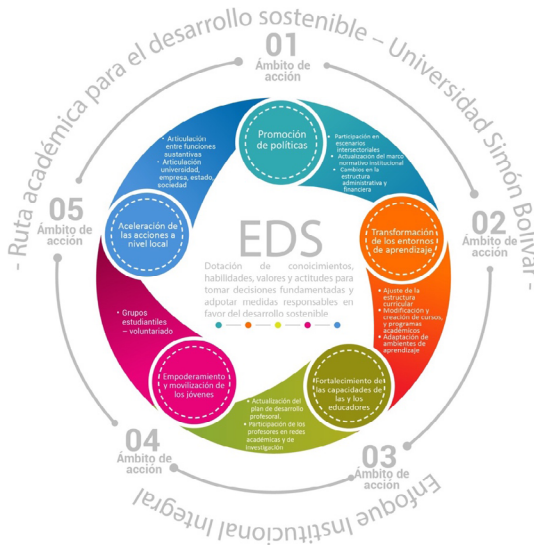 - Ruta académica para el desarrollo sostenible – Universidad Simón Bolívar -
01
Ámbito de
acción
Promoción
de políticas
• Participación en
escenarios
intersectoriales
• Actualización del marco
normativo institucional
• Cambios en la
estructura
administrativa y
financiera
02
Ámbito de
acción
Transformación
de los entornos
de aprendizaje
• Ajuste de la
estructura
curricular
• Modificación y
creación de cursos,
y programas
académicos
• Adaptación de
ambientes de
aprendizaje
03
Ámbito de
acción
Fortalecimiento de
las capacidades de
las y los
educadores
• Actualización del
plan de desarrollo
profesoral.
• Participación de los
profesores en redes
académicas y de
investigación
04
Ámbito de
acción
Empoderamiento
y movilización de
los jóvenes
• Grupos
estudiantiles
– voluntariado
05
Ámbito de
acción
Aceleración de
las acciones a
nivel local
• Articulación
entre funciones
sustantivas
• Articulación
universidad,
empresa, estado,
sociedad
EDS
Dotación de conoicimientos,
habilidades, valores y actitudes para
tomar decisiones fundamentadas y
adpotar medidas responsables en
favor del desarrollo sostenible
Enfoque Institucional Integral